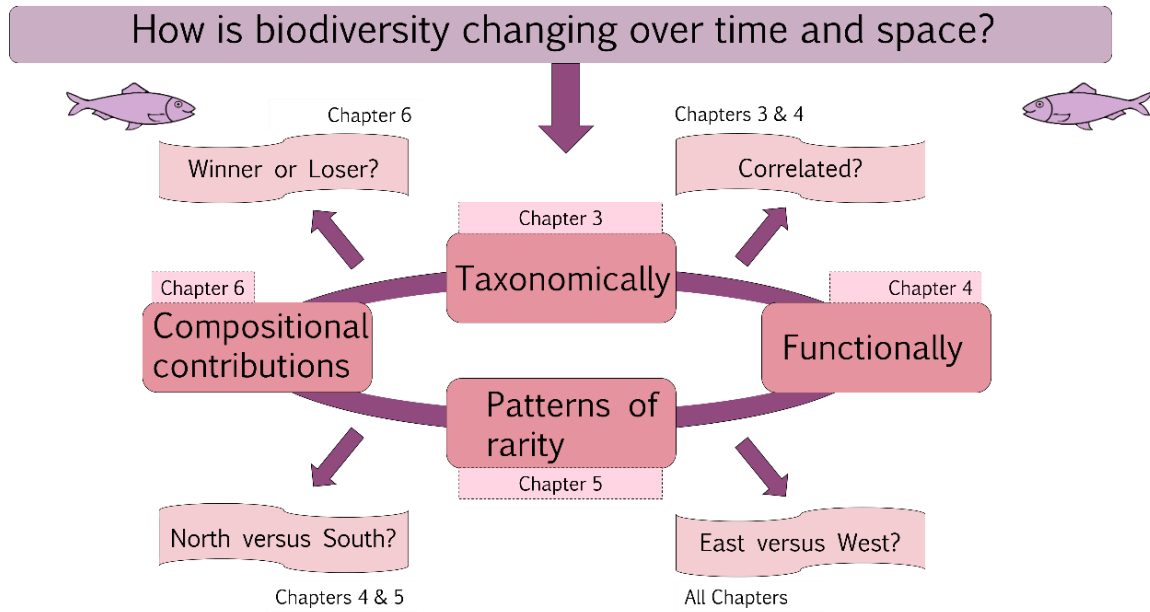 How is biodiversity changing over time and space?
Chapter 6
Chapters 3 & 4
Winner or Loser?
Correlated?
Chapter 3
Taxonomically
Chapter 6
Compositional
contributions
Chapter 4
Functionally
Patterns of
rarity
Chapter 5
North versus South?
East versus West?
Chapters 4 & 5
All Chapters